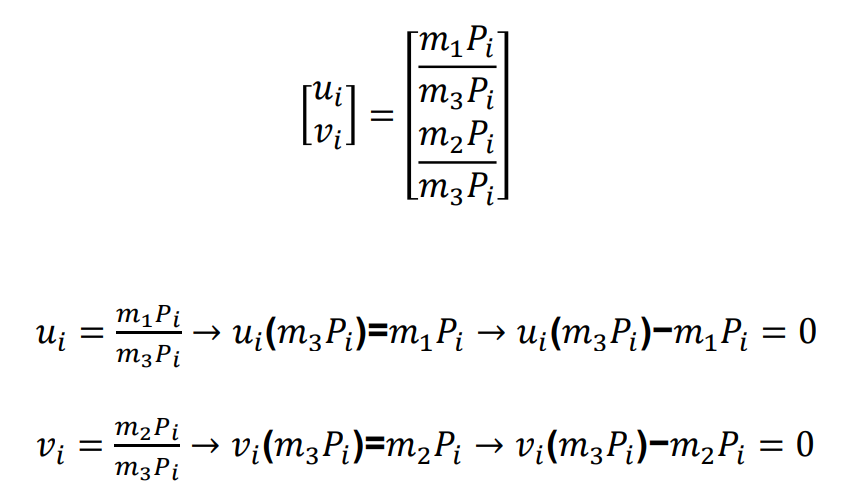 [u_i v_i] = [m_1P_i/m_3P_i m_2P_i/m_3P_i]
u_i = m_1P_i/m_3P_i → u_i(m_3P_i)=m_1P_i → u_i(m_3P_i)−m_1P_i = 0
v_i = m_2P_i/m_3P_i → v_i(m_3P_i)=m_2P_i → v_i(m_3P_i)−m_2P_i = 0